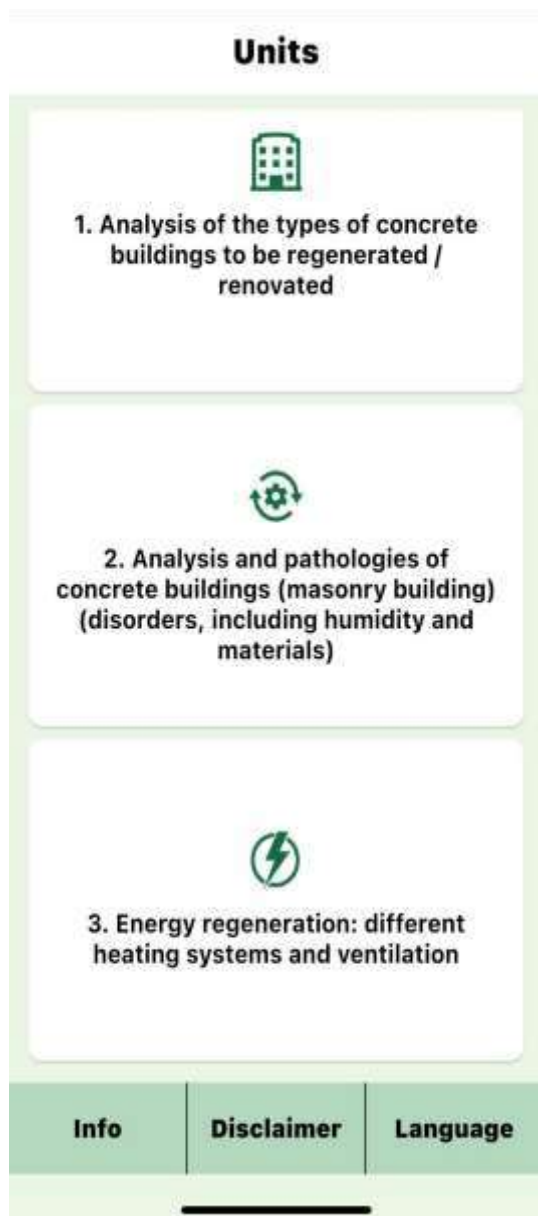 Units
1. Analysis of the types of concrete
buildings to be regenerated /
renovated
2. Analysis and pathologies of
concrete buildings (masonry building)
(disorders, including humidity and
materials)
3. Energy regeneration: different
heating systems and ventilation
Info
Disclaimer
Language